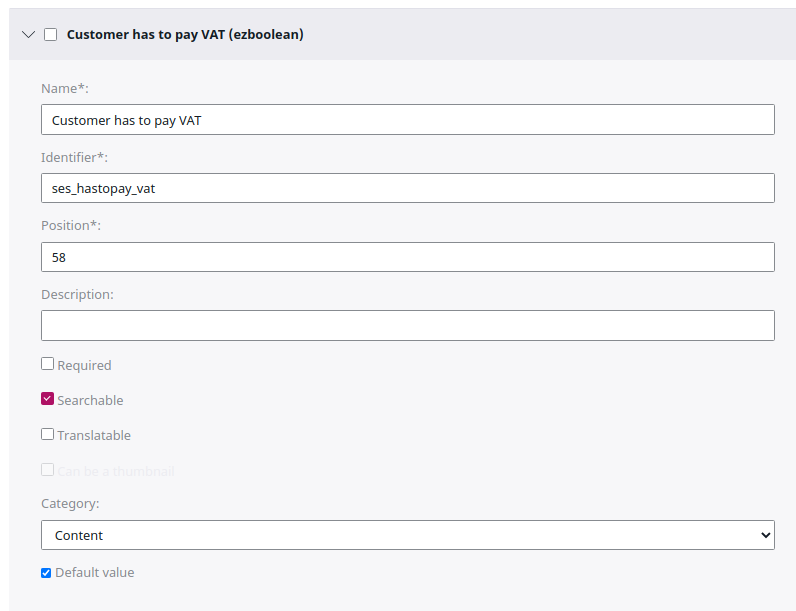 Customer has to pay VAT (ezboolean)
Name*:
Customer has to pay VAT
Identifier*:
ses_hastopay_vat
Position*:
58
Description:
Required
Searchable
Translatable
Can be a thumbnail
Category:
Content
Default value